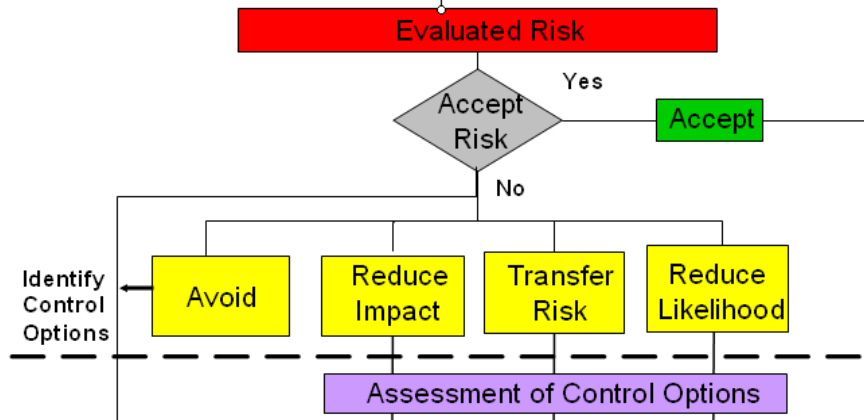 Evaluated Risk
Yes
Accept
Risk
Accept
No
Identify
Control
Options
Avoid
Reduce
Impact
Transfer
Risk
Reduce
Likelihood
Assessment of Control Options